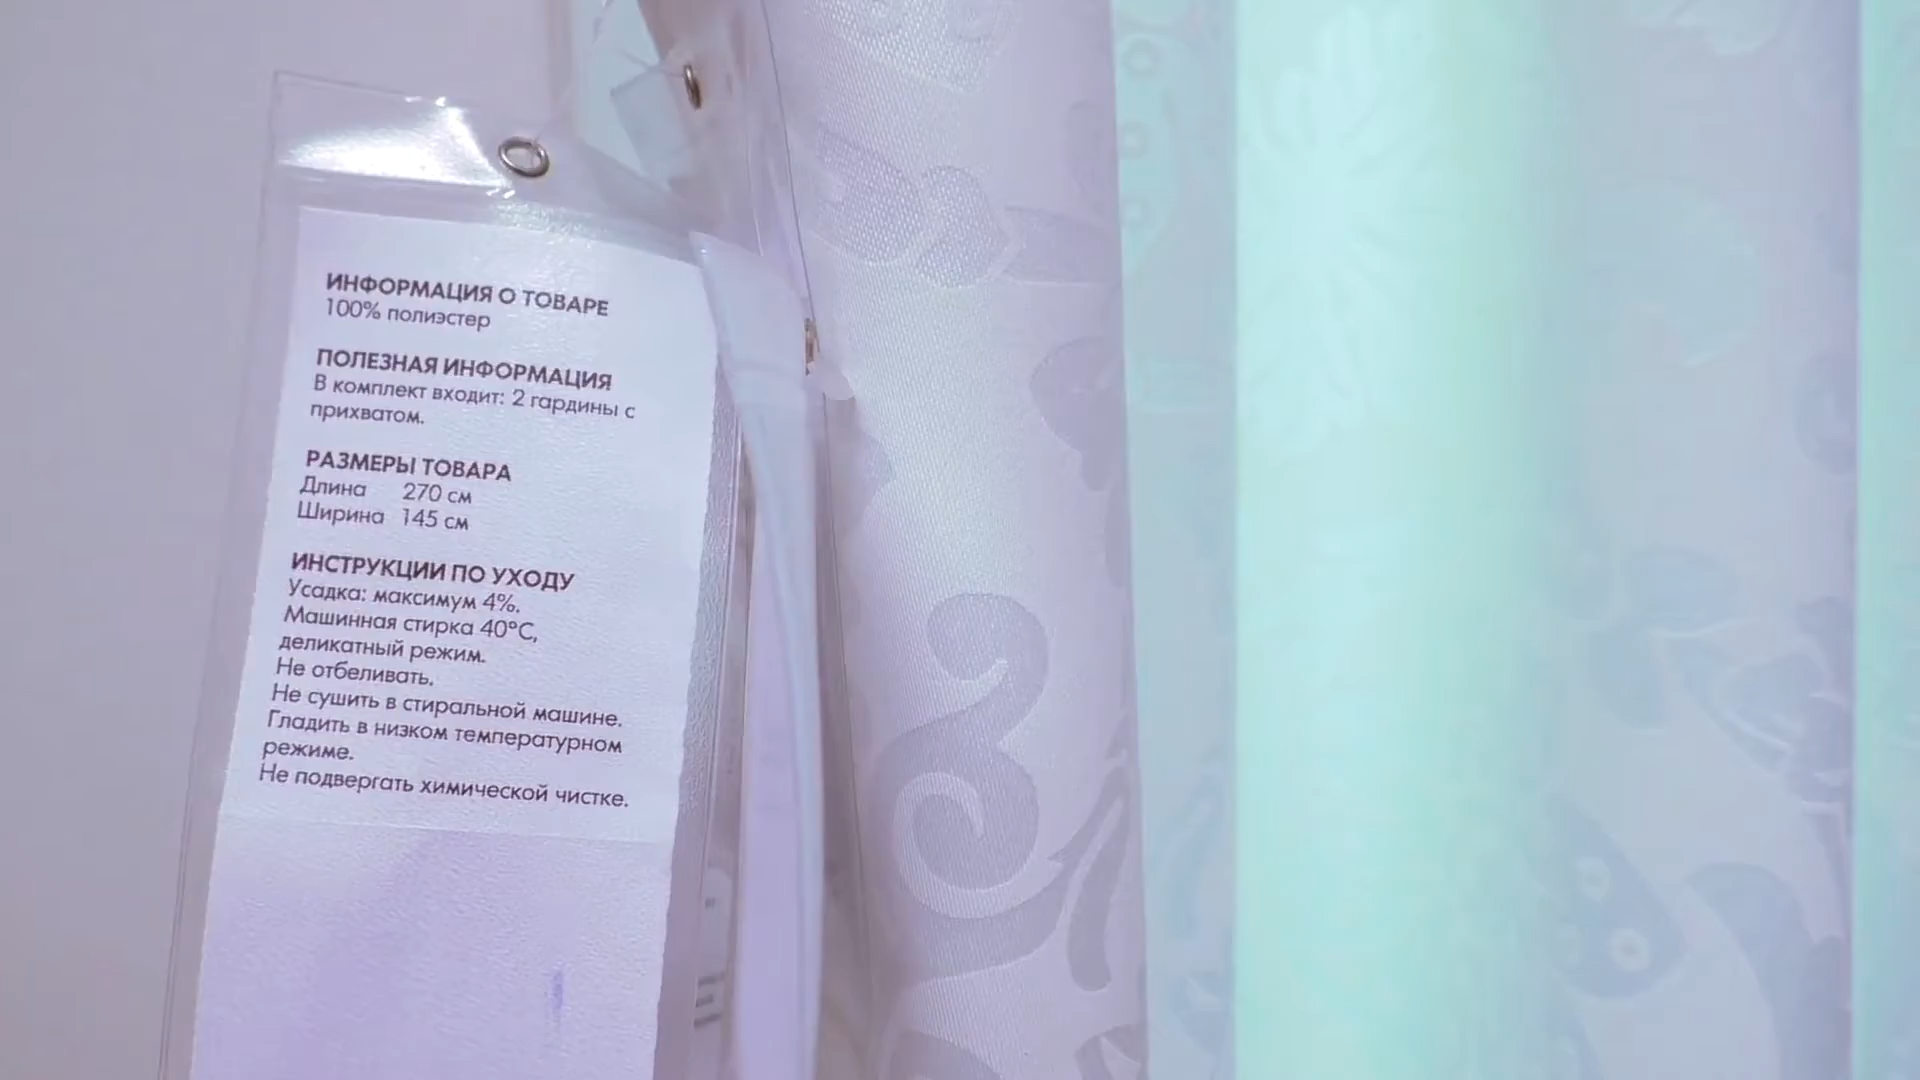 ИНФОРМАЦИЯ О ТОВАРЕ
100% полиэстер
ПОЛЕЗНАЯ ИНФОРМАЦИЯ
В комплект входит: 2 гардины с
прихватом.
РАЗМЕРЫ ТОВАРА
Длина 270 см
Ширина 145 см
ИНСТРУКЦИИ ПО УХОДУ
Усадка: максимум 4%.
Машинная стирка 40°С,
деликатный режим.
Не отбеливать.
Не сушить в стиральной машине.
Гладить в низком температурном
режиме.
Не подвергать химической чистке.